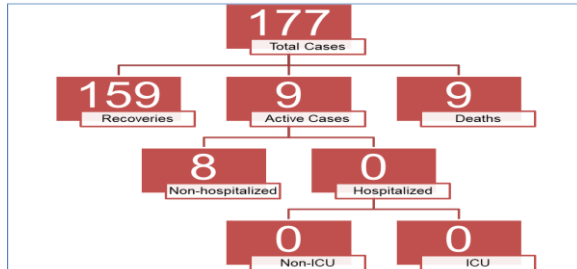 177
Total Cases
159
Recoveries
9
Active Cases
9
Deaths
8
Non-hospitalized
0
Hospitalized
0
Non-ICU
0
ICU